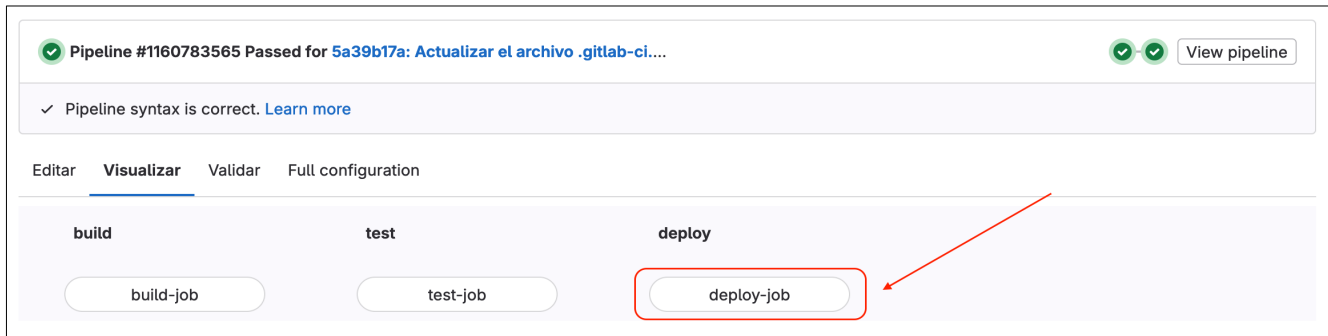 Pipeline #1160783565 Passed for 5a39b17a: Actualizar el archivo .gitlab-ci.... View pipeline
Pipeline syntax is correct. Learn more
Editar Visualizar Validar Full configuration
build test deploy
build-job test-job deploy-job